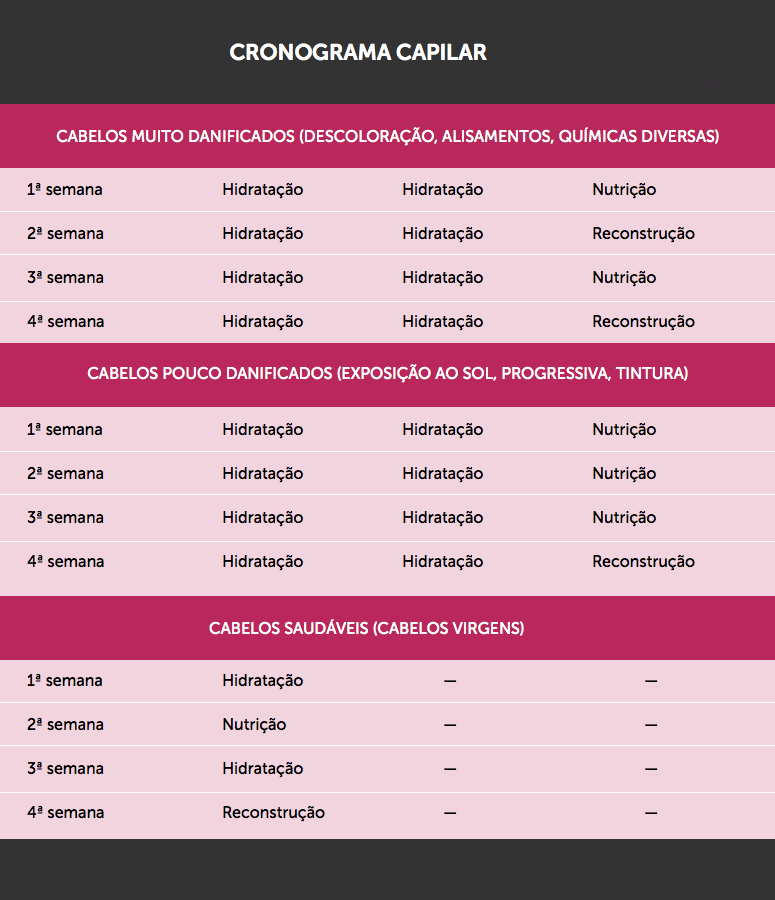 CRONOGRAMA CAPILAR
CABELOS MUITO DANIFICADOS (DESCOLORAÇÃO, ALISAMENTOS, QUÍMICAS DIVERSAS)
1ª semana Hidratação Hidratação Nutrição
2ª semana Hidratação Hidratação Reconstrução
3ª semana Hidratação Hidratação Nutrição
4ª semana Hidratação Hidratação Reconstrução
CABELOS POUCO DANIFICADOS (EXPOSIÇÃO AO SOL, PROGRESSIVA, TINTURA)
1ª semana Hidratação Hidratação Nutrição
2ª semana Hidratação Hidratação Nutrição
3ª semana Hidratação Hidratação Nutrição
4ª semana Hidratação Hidratação Reconstrução
CABELOS SAUDÁVEIS (CABELOS VIRGENS)
1ª semana Hidratação — —
2ª semana Nutrição — —
3ª semana Hidratação — —
4ª semana Reconstrução — —